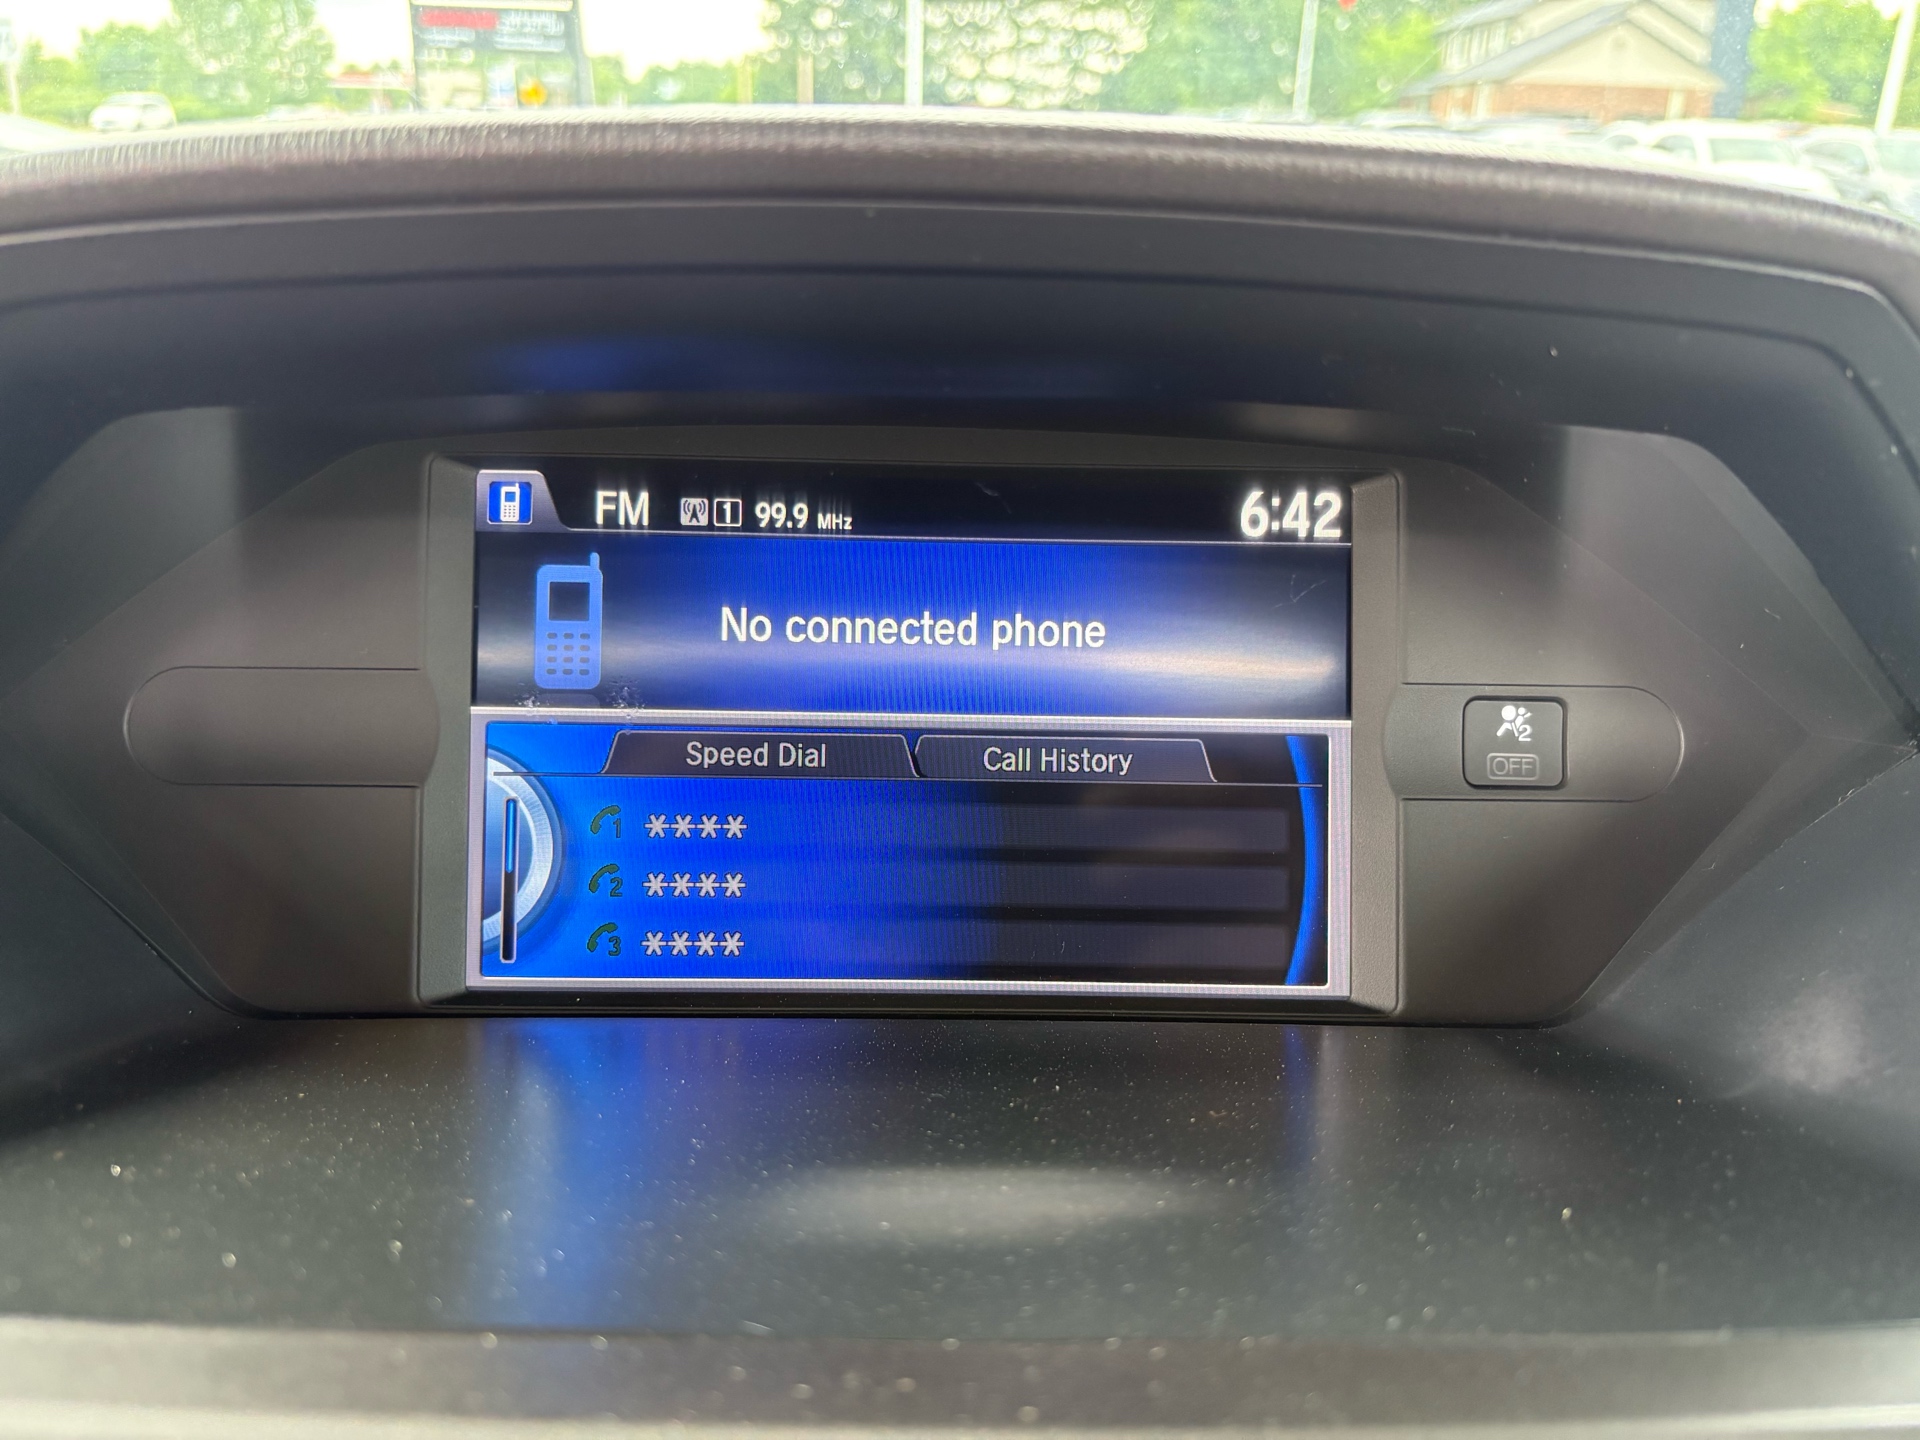 FM 1 99.9 MHz 6:42
No connected phone
Speed Dial Call History
1 ****
2 ****
3 ****
2
OFF